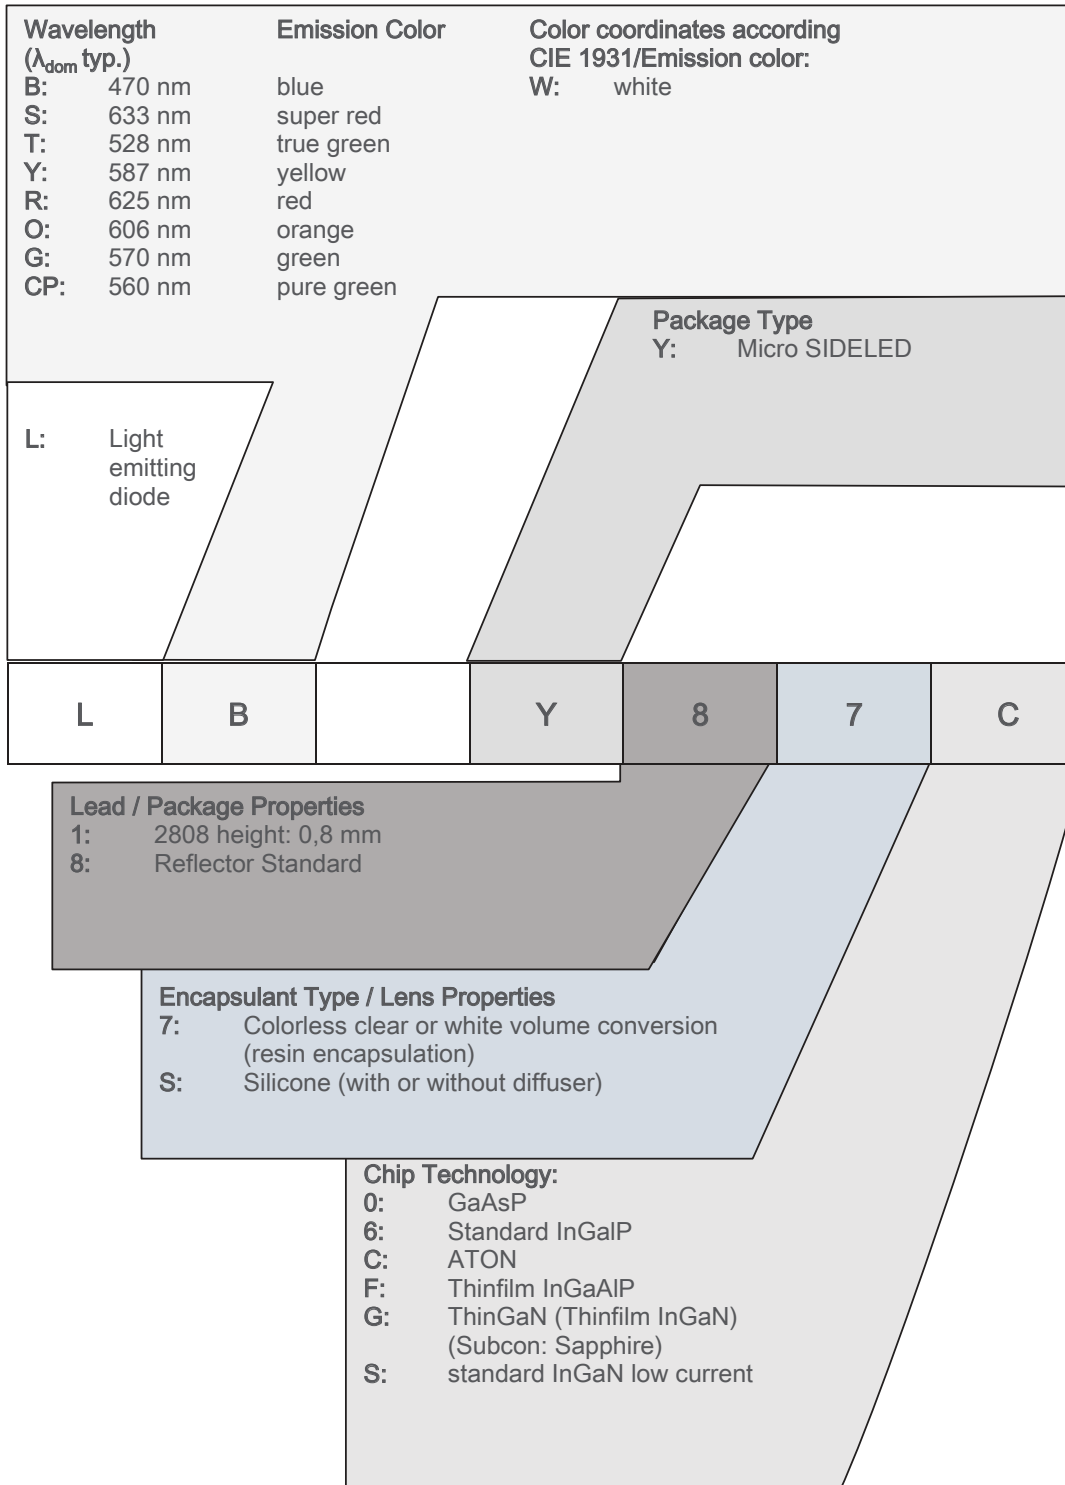 Wavelength Emission Color Color coordinates according
(λdom typ.) CIE 1931/Emission color:
B: 470 nm blue W: white
S: 633 nm super red
T: 528 nm true green
Y: 587 nm yellow
R: 625 nm red
O: 606 nm orange
G: 570 nm green
CP: 560 nm pure green
Package Type
Y: Micro SIDELED
L: Light
emitting
diode
L B Y 8 7 C
Lead / Package Properties
1: 2808 height: 0,8 mm
8: Reflector Standard
Encapsulant Type / Lens Properties
7: Colorless clear or white volume conversion
(resin encapsulation)
S: Silicone (with or without diffuser)
Chip Technology:
0: GaAsP
6: Standard InGalP
C: ATON
F: Thinfilm InGaAlP
G: ThinGaN (Thinfilm InGaN)
(Subcon: Sapphire)
S: standard InGaN low current